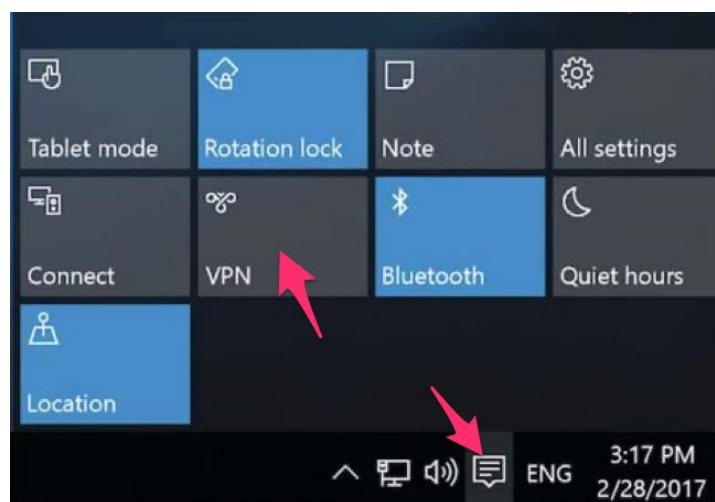 Tablet mode
Rotation lock
Note
All settings
Connect
VPN
Bluetooth
Quiet hours
Location
ENG
3:17 PM
2/28/2017